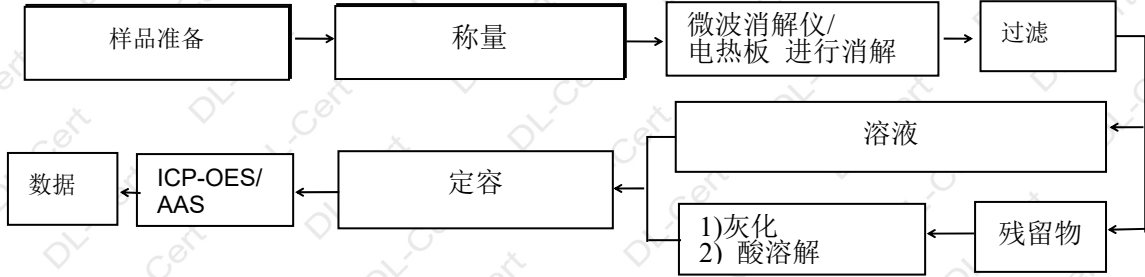 样品准备
称量
微波消解仪/
电热板 进行消解
过滤
溶液
残留物
1)灰化
2) 酸溶解
定容
ICP-OES/
AAS
数据
DL-Cert